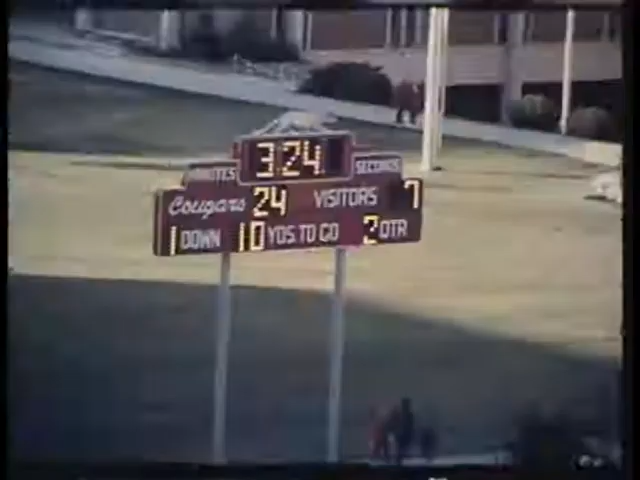 3:24
MINUTES SECONDS
Cougars 24 VISITORS 7
1 DOWN 10 YDS. TO GO 2 QTR